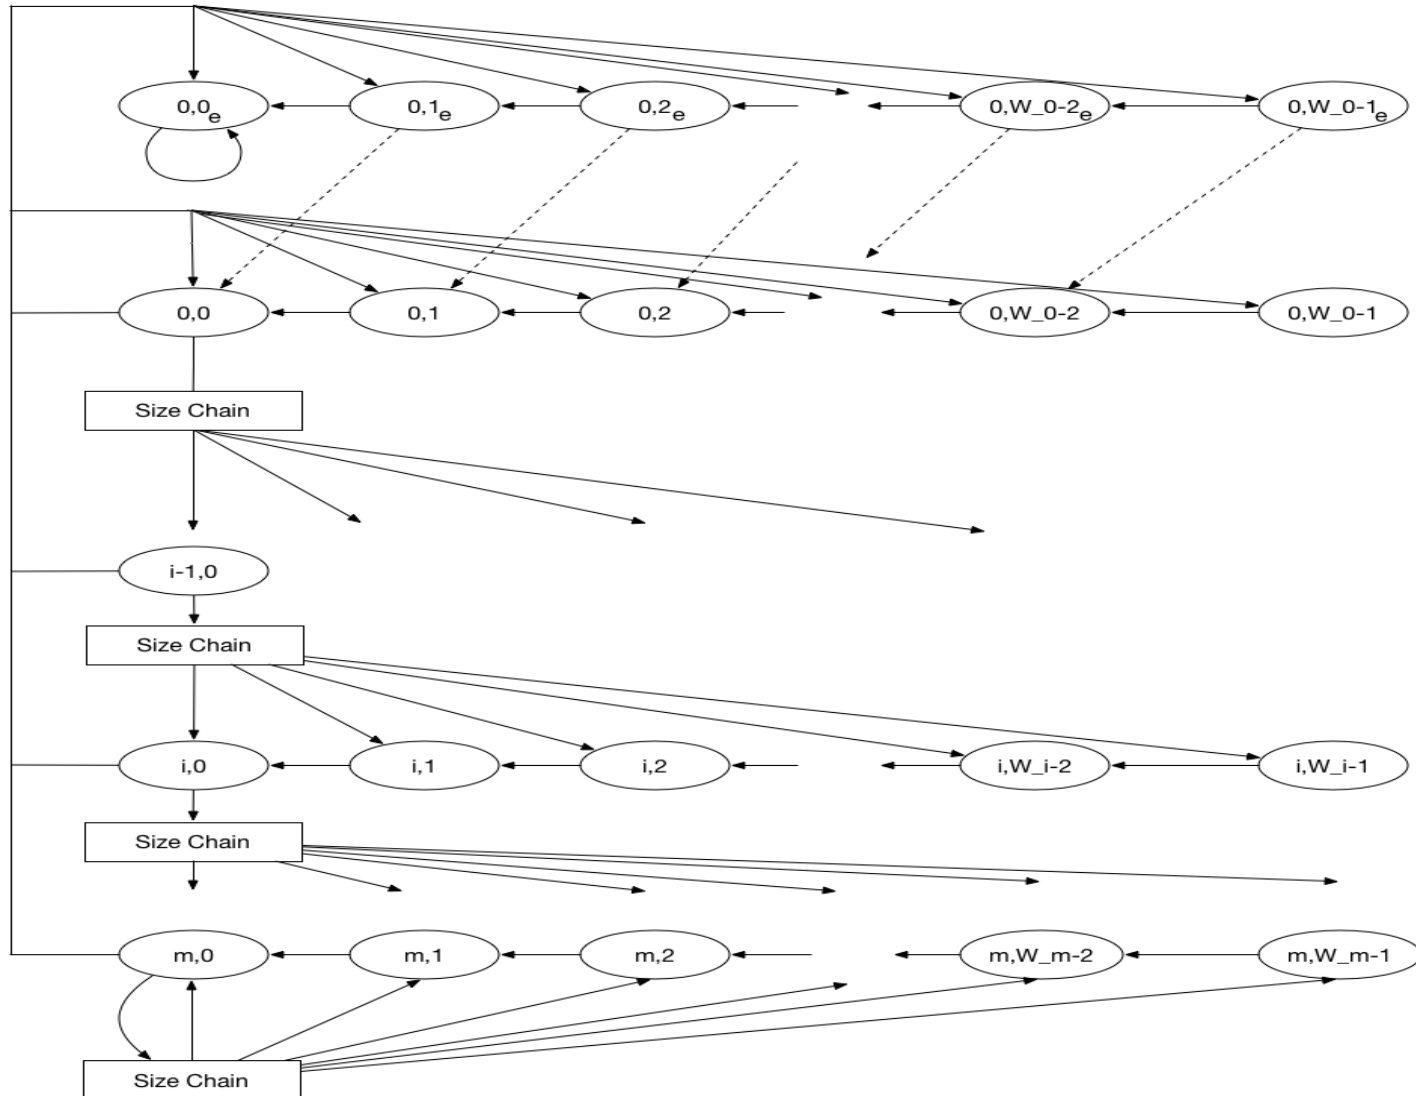 0,0e 0,1e 0,2e 0,W_0-2e 0,W_0-1e
0,0 0,1 0,2 0,W_0-2 0,W_0-1
Size Chain
i-1,0
Size Chain
i,0 i,1 i,2 i,W_i-2 i,W_i-1
Size Chain
m,0 m,1 m,2 m,W_m-2 m,W_m-1
Size Chain